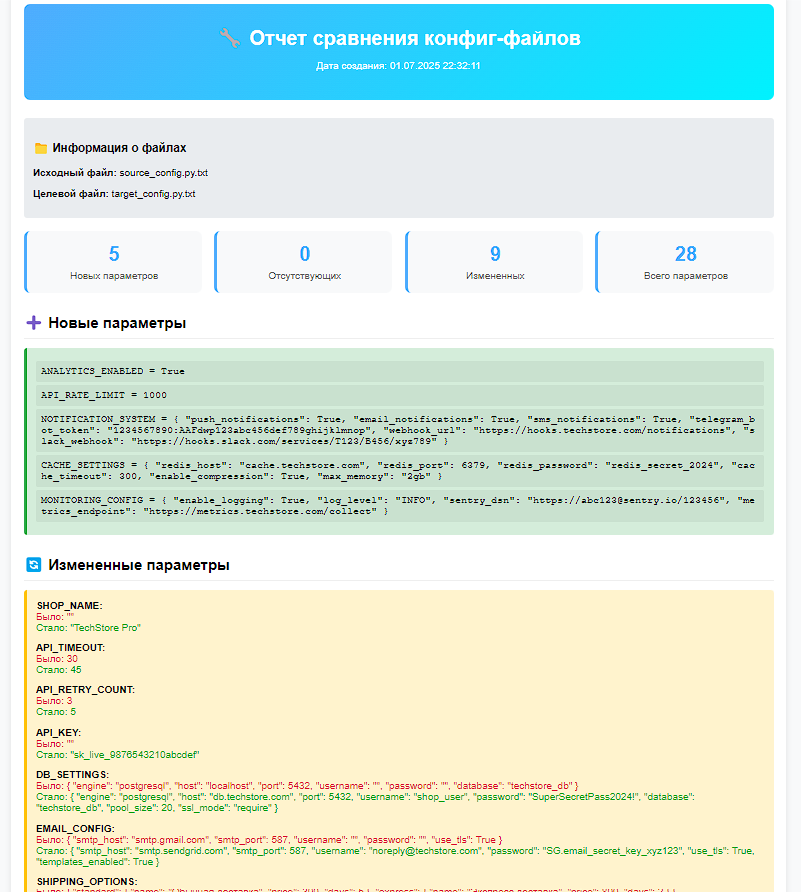 Отчет сравнения конфиг-файлов
Дата создания: 01.07.2025 22:32:11
Информация о файлах
Исходный файл: source_config.py.txt
Целевой файл: target_config.py.txt
5
Новых параметров
0
Отсутствующих
9
Измененных
28
Всего параметров
Новые параметры
ANALYTICS_ENABLED = True
API_RATE_LIMIT = 1000
NOTIFICATION_SYSTEM = { "push_notifications": True, "email_notifications": True, "sms_notifications": True, "telegram_b
ot_token": "1234567890:AAFdwp123abc456def789ghijklmnop", "webhook_url": "https://hooks.techstore.com/notifications", "s
lack_webhook": "https://hooks.slack.com/services/T123/B456/xyz789" }
CACHE_SETTINGS = { "redis_host": "cache.techstore.com", "redis_port": 6379, "redis_password": "redis_secret_2024", "cac
he_timeout": 300, "enable_compression": True, "max_memory": "2gb" }
MONITORING_CONFIG = { "enable_logging": True, "log_level": "INFO", "sentry_dsn": "https://abc123@sentry.io/123456", "me
trics_endpoint": "https://metrics.techstore.com/collect" }
Измененные параметры
SHOP_NAME:
Было: ""
Стало: "TechStore Pro"
API_TIMEOUT:
Было: 30
Стало: 45
API_RETRY_COUNT:
Было: 3
Стало: 5
API_KEY:
Было: ""
Стало: "sk_live_9876543210abcdef"
DB_SETTINGS:
Было: { "engine": "postgresql", "host": "localhost", "port": 5432, "username": "", "password": "", "database": "techstore_db" }
Стало: { "engine": "postgresql", "host": "db.techstore.com", "port": 5432, "username": "shop_user", "password": "SuperSecretPass2024!", "database":
"techstore_db", "pool_size": 20, "ssl_mode": "require" }
EMAIL_CONFIG:
Было: { "smtp_host": "smtp.gmail.com", "smtp_port": 587, "username": "", "password": "", "use_tls": True }
Стало: { "smtp_host": "smtp.sendgrid.com", "smtp_port": 587, "username": "noreply@techstore.com", "password": "SG.email_secret_key_xyz123", "use_tls": True,
"templates_enabled": True }
SHIPPING_OPTIONS: